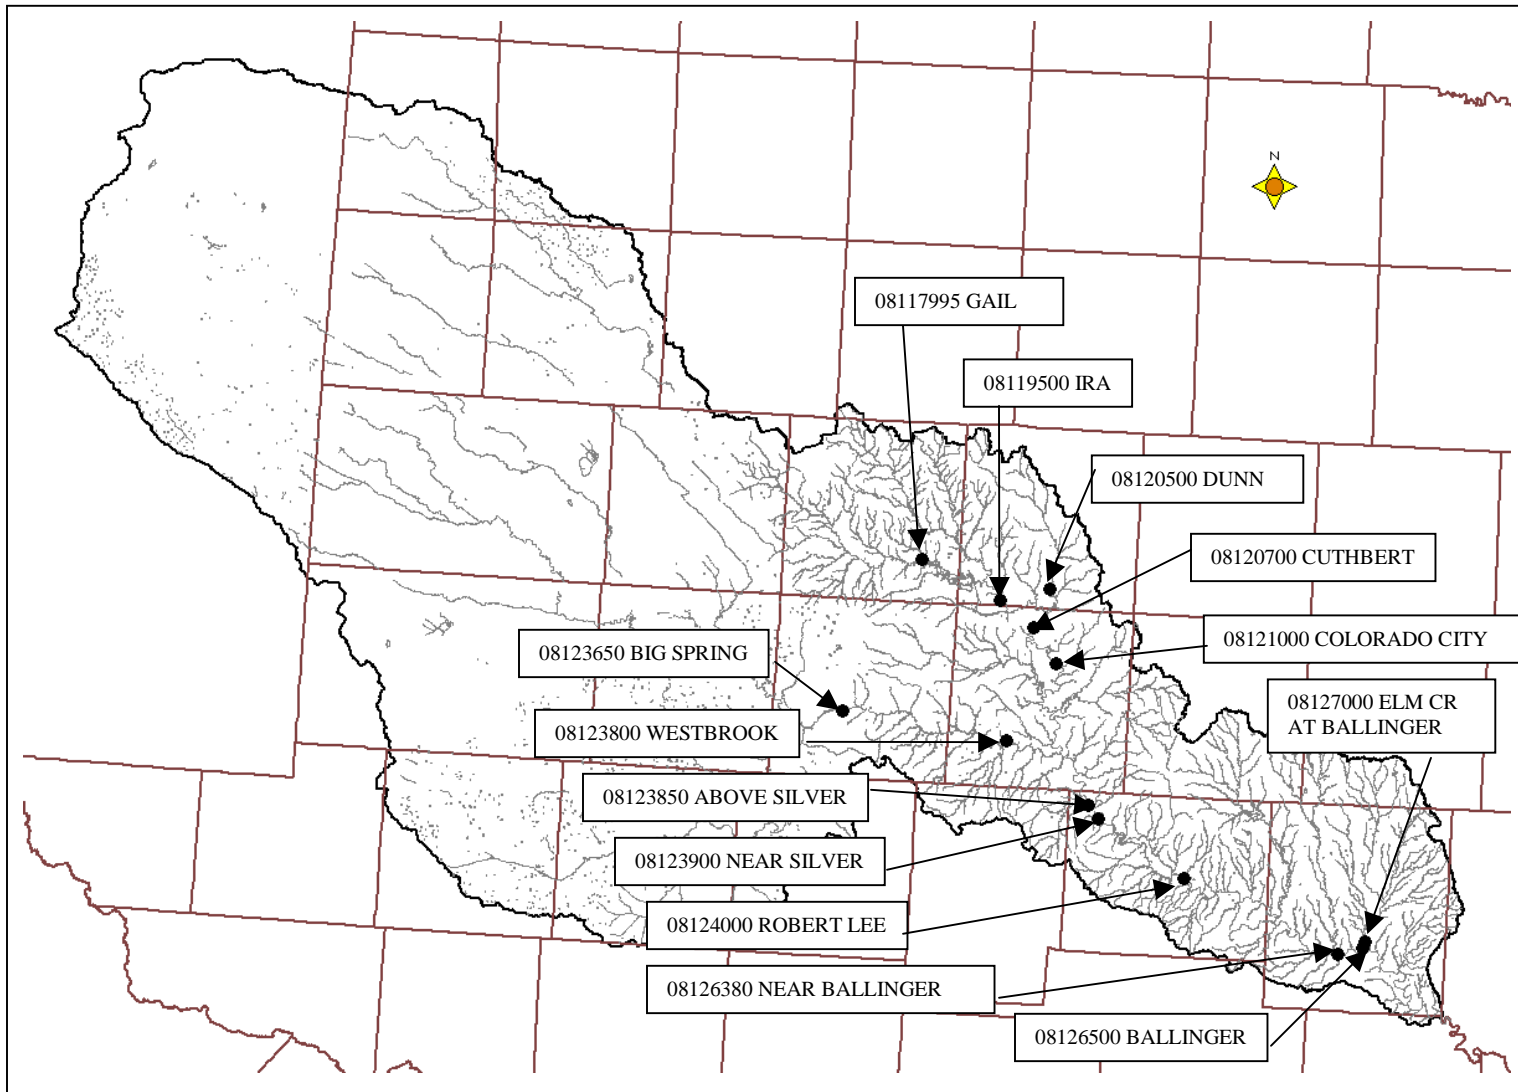 N
08117995 GAIL
08119500 IRA
08120500 DUNN
08120700 CUTHBERT
08121000 COLORADO CITY
08123650 BIG SPRING
08127000 ELM CR
AT BALLINGER
08123800 WESTBROOK
08123850 ABOVE SILVER
08123900 NEAR SILVER
08124000 ROBERT LEE
08126380 NEAR BALLINGER
08126500 BALLINGER